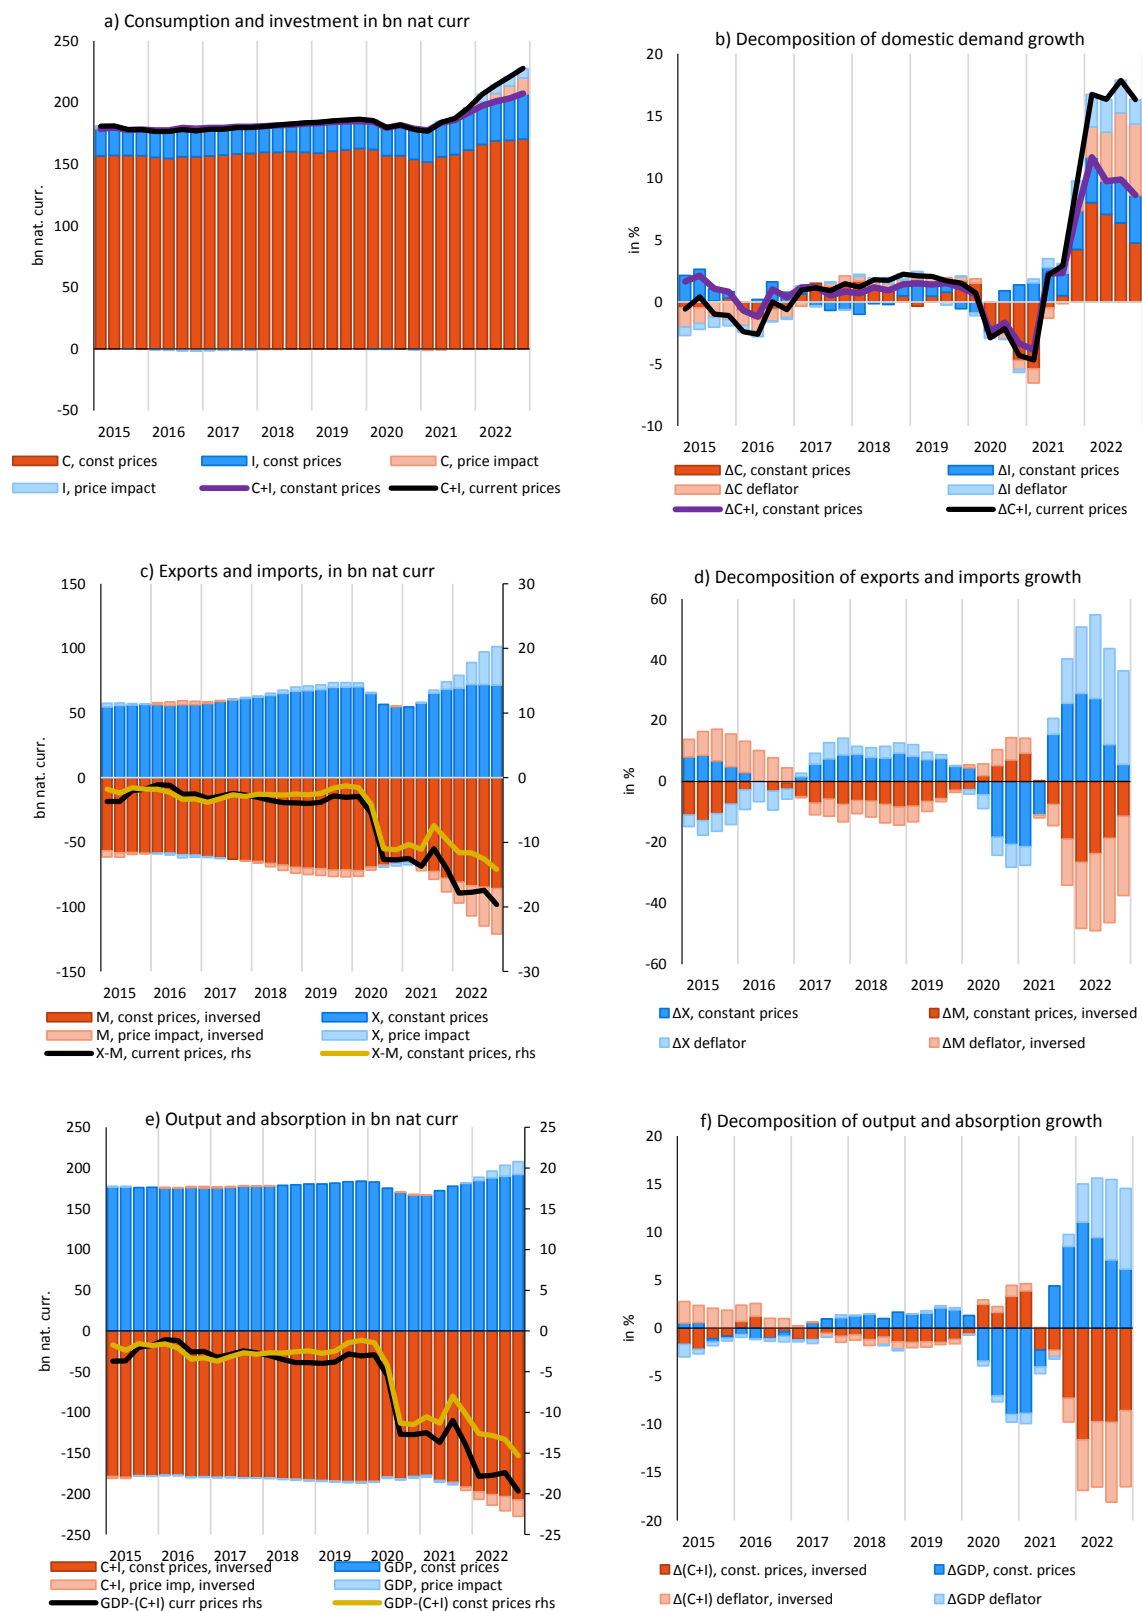 a) Consumption and investment in bn nat curr
250
200
150
100
50
0
-50
bn nat. curr.
2015 2016 2017 2018 2019 2020 2021 2022
C, const prices I, const prices C, price impact
I, price impact C+I, constant prices C+I, current prices
b) Decomposition of domestic demand growth
20
15
10
5
0
-5
-10
in %
2015 2016 2017 2018 2019 2020 2021 2022
ΔC, constant prices ΔI, constant prices
ΔC deflator ΔI deflator
ΔC+I, constant prices ΔC+I, current prices
c) Exports and imports, in bn nat curr
150 30
100 20
50 10
0 0
-50 -10
-100 -20
-150 -30
bn nat. curr.
2015 2016 2017 2018 2019 2020 2021 2022
M, const prices, inversed X, constant prices
M, price impact, inversed X, price impact
X-M, current prices, rhs X-M, constant prices, rhs
d) Decomposition of exports and imports growth
60
40
20
0
-20
-40
-60
in %
2015 2016 2017 2018 2019 2020 2021 2022
ΔX, constant prices ΔM, constant prices, inversed
ΔX deflator ΔM deflator, inversed
e) Output and absorption in bn nat curr
250 25
200 20
150 15
100 10
50 5
0 0
-50 -5
-100 -10
-150 -15
-200 -20
-250 -25
bn nat. curr.
2015 2016 2017 2018 2019 2020 2021 2022
C+I, const prices, inversed GDP, const prices
C+I, price imp, inversed GDP, price impact
GDP-(C+I) curr prices rhs GDP-(C+I) const prices rhs
f) Decomposition of output and absorption growth
20
15
10
5
0
-5
-10
-15
-20
in %
2015 2016 2017 2018 2019 2020 2021 2022
Δ(C+I), const. prices, inversed ΔGDP, const. prices
Δ(C+I) deflator, inversed ΔGDP deflator